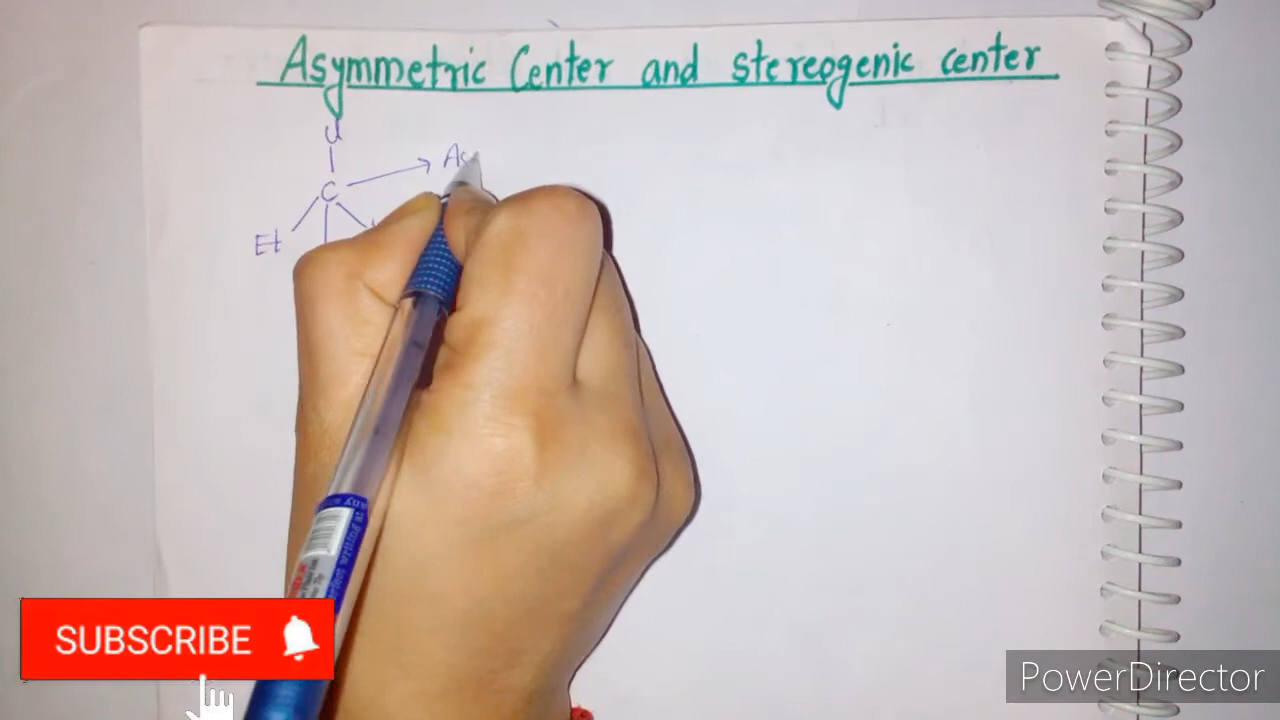 Asymmetric Center and stereogenic center
C
Et
SUBSCRIBE
PowerDirector